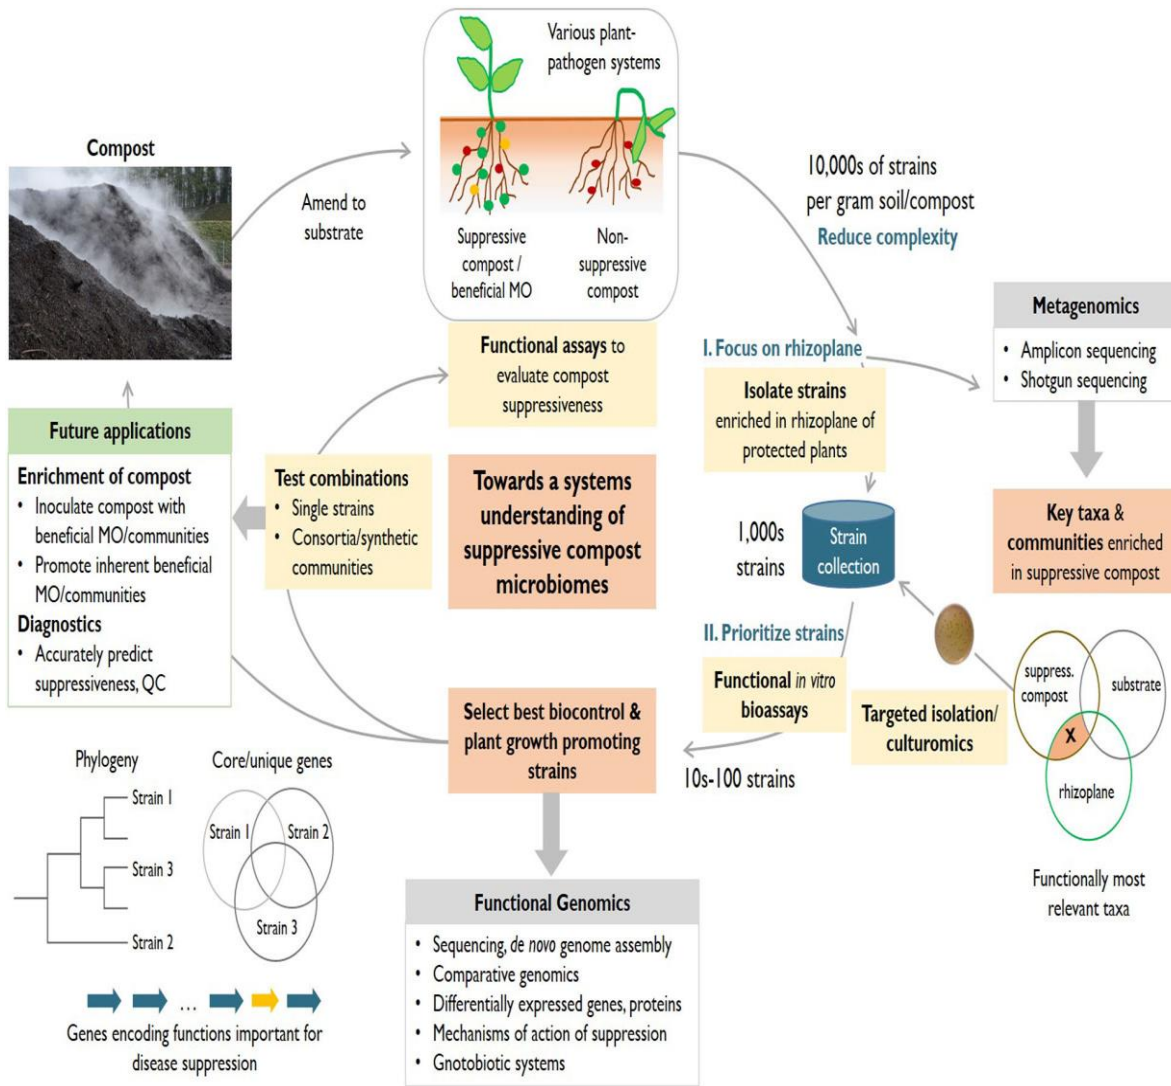 Various plant-
pathogen systems
Suppressive
compost /
beneficial MO
Non-
suppressive
compost
Compost
Amend to
substrate
10,000s of strains
per gram soil/compost
Reduce complexity
Metagenomics
• Amplicon sequencing
• Shotgun sequencing
Key taxa &
communities enriched
in suppressive compost
I. Focus on rhizoplane
Isolate strains
enriched in rhizoplane of
protected plants
Functional assays to
evaluate compost
suppressiveness
Future applications
Enrichment of compost
• Inoculate compost with
beneficial MO/communities
• Promote inherent beneficial
MO/communities
Diagnostics
• Accurately predict
suppressiveness, QC
Test combinations
• Single strains
• Consortia/synthetic
communities
Towards a systems
understanding of
suppressive compost
microbiomes
1,000s
strains
Strain
collection
II. Prioritize strains
Functional in vitro
bioassays
Targeted isolation/
culturomics
suppress.
compost
substrate
X
rhizoplane
Functionally most
relevant taxa
Select best biocontrol &
plant growth promoting
strains
10s-100 strains
Phylogeny
Strain 1
Strain 3
Strain 2
Core/unique genes
Strain 1
Strain 2
Strain 3
...
Genes encoding functions important for
disease suppression
Functional Genomics
• Sequencing, de novo genome assembly
• Comparative genomics
• Differentially expressed genes, proteins
• Mechanisms of action of suppression
• Gnotobiotic systems